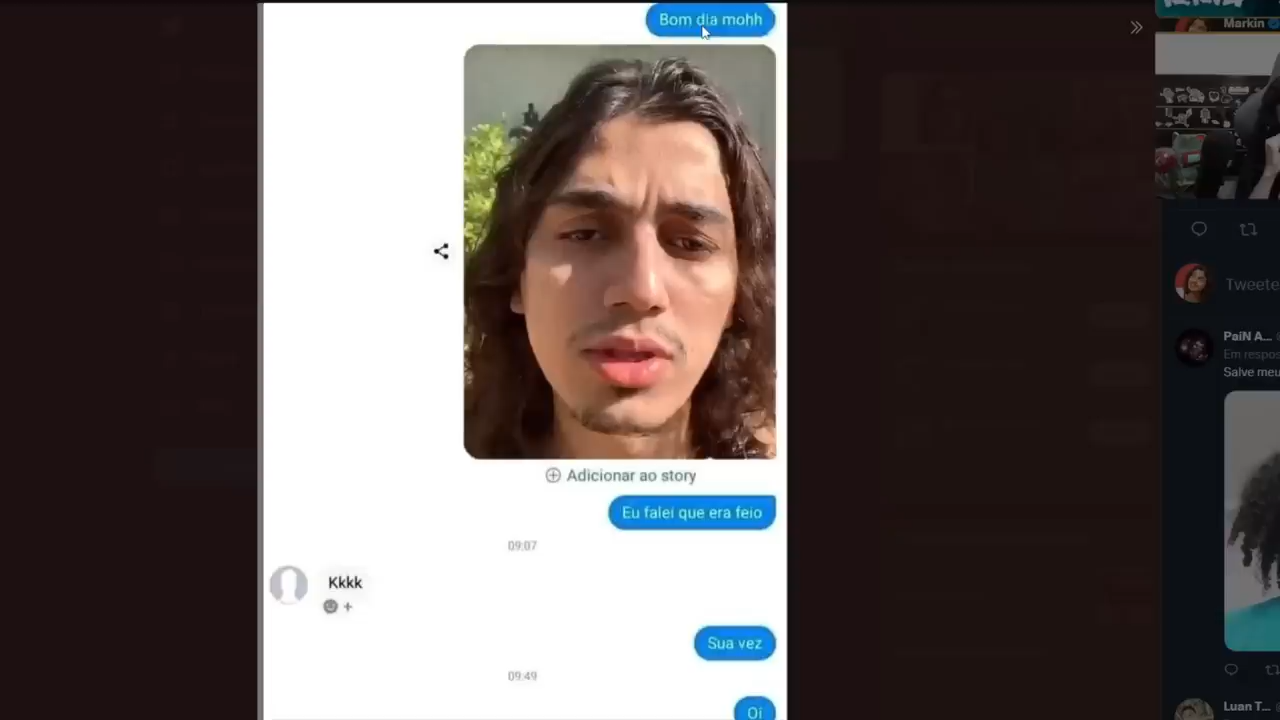 Bom dia mohh
Adicionar ao story
Eu falei que era feio
09:07
Kkkk
Sua vez
09:49
Oi
Markin
Tweete
PaiN A...
Em respos
Salve meu
Luan T...